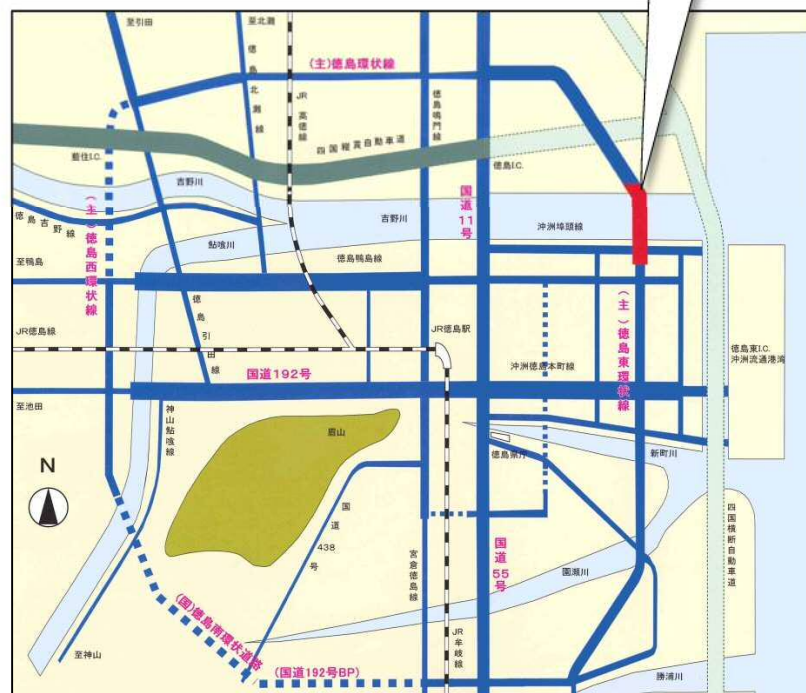 至引田
至北灘
徳島北灘線
(主)徳島環状線
JR高徳線
徳島鳴門線
四国縦貫自動車道
徳島I.C.
藍住I.C.
吉野川
(主)徳島西環状線
徳島吉野線
国道11号
吉野川
沖洲埠頭線
鮎喰川
至鴨島
徳島鴨島線
徳島引田線
JR徳島線
JR徳島駅
(主)徳島東環状線
徳島東I.C.
沖洲流通港湾
国道192号
沖洲徳島本町線
至池田
神山鮎喰線
眉山
徳島県庁
新町川
N
国道438号
宮倉徳島線
国道55号
園瀬川
四国横断自動車道
(国)徳島南環状道路
(国道192号BP)
JR牟岐線
至神山
勝浦川